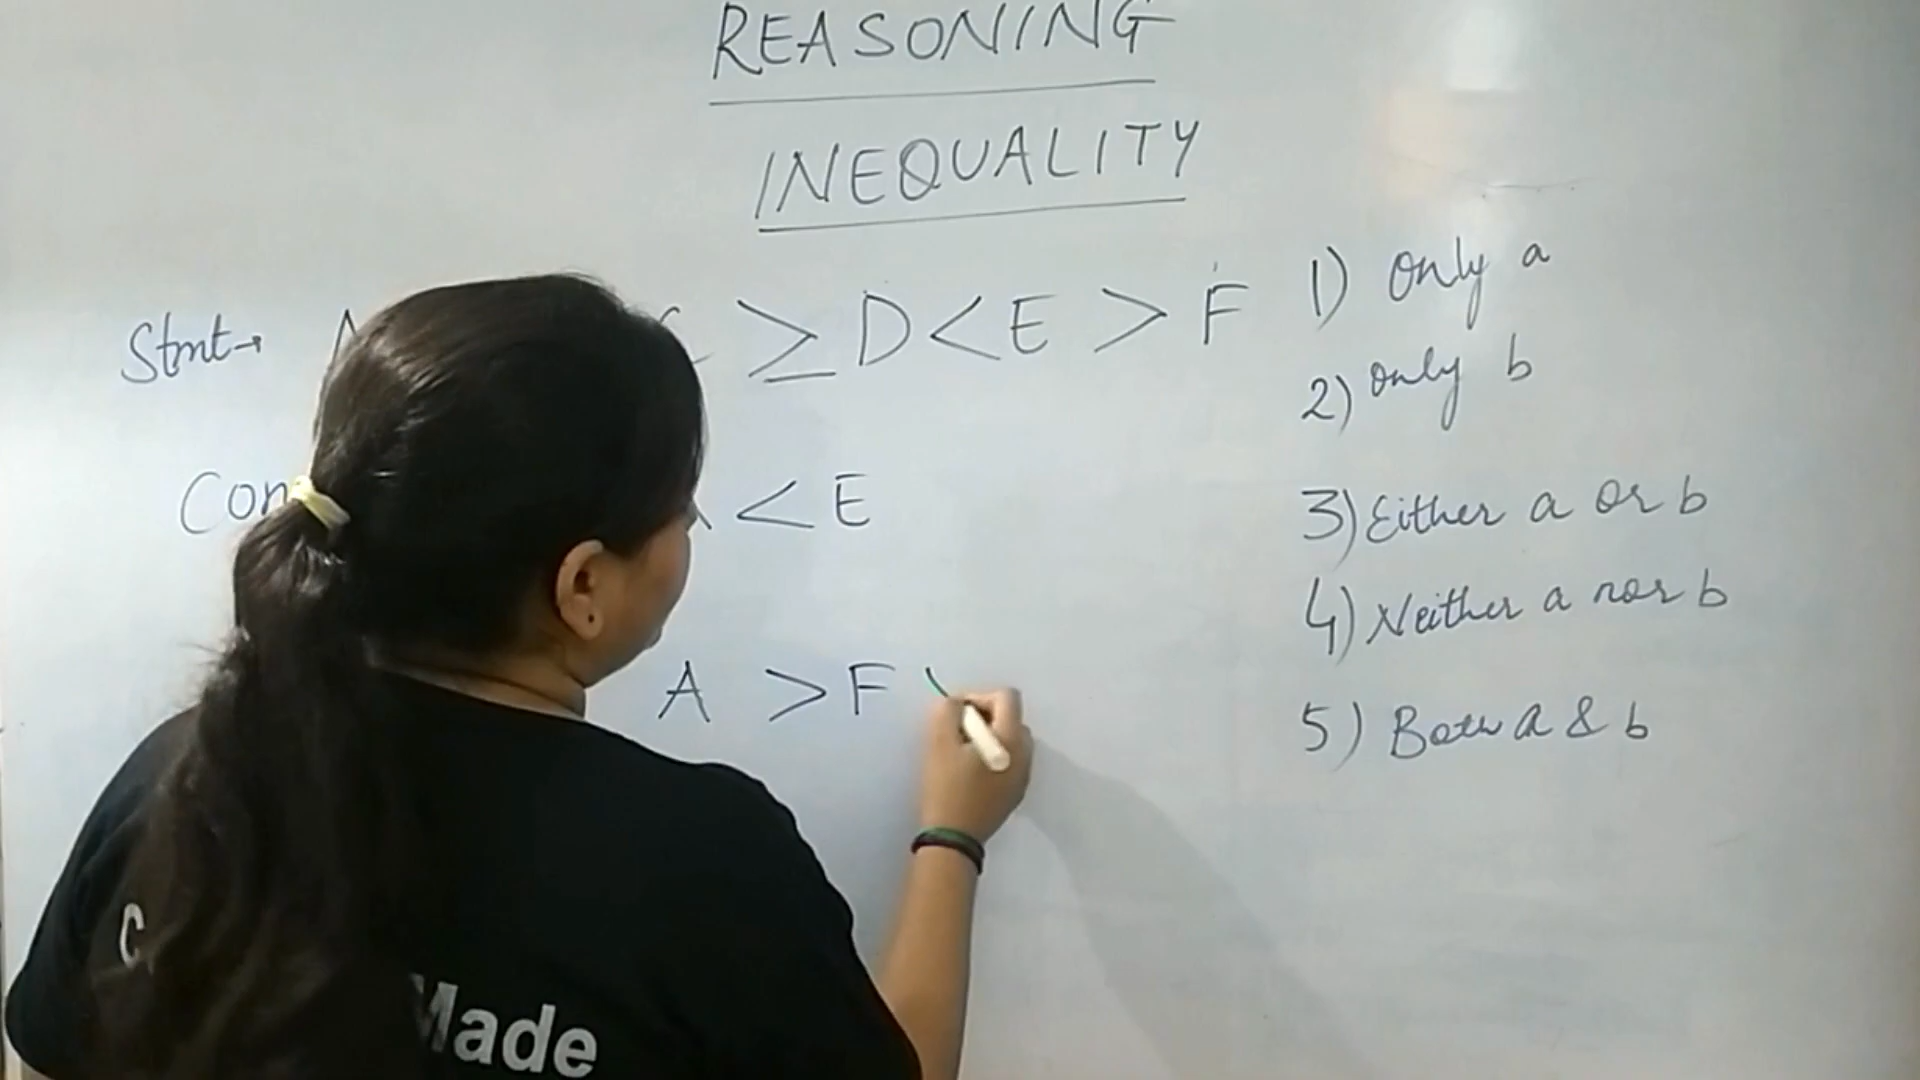 REASONING
INEQUALITY
Stmt→ A C ≥ D < E > F
Con A < E
A > F
1) Only a
2) Only b
3) Either a or b
4) Neither a nor b
5) Both a & b
C
Made